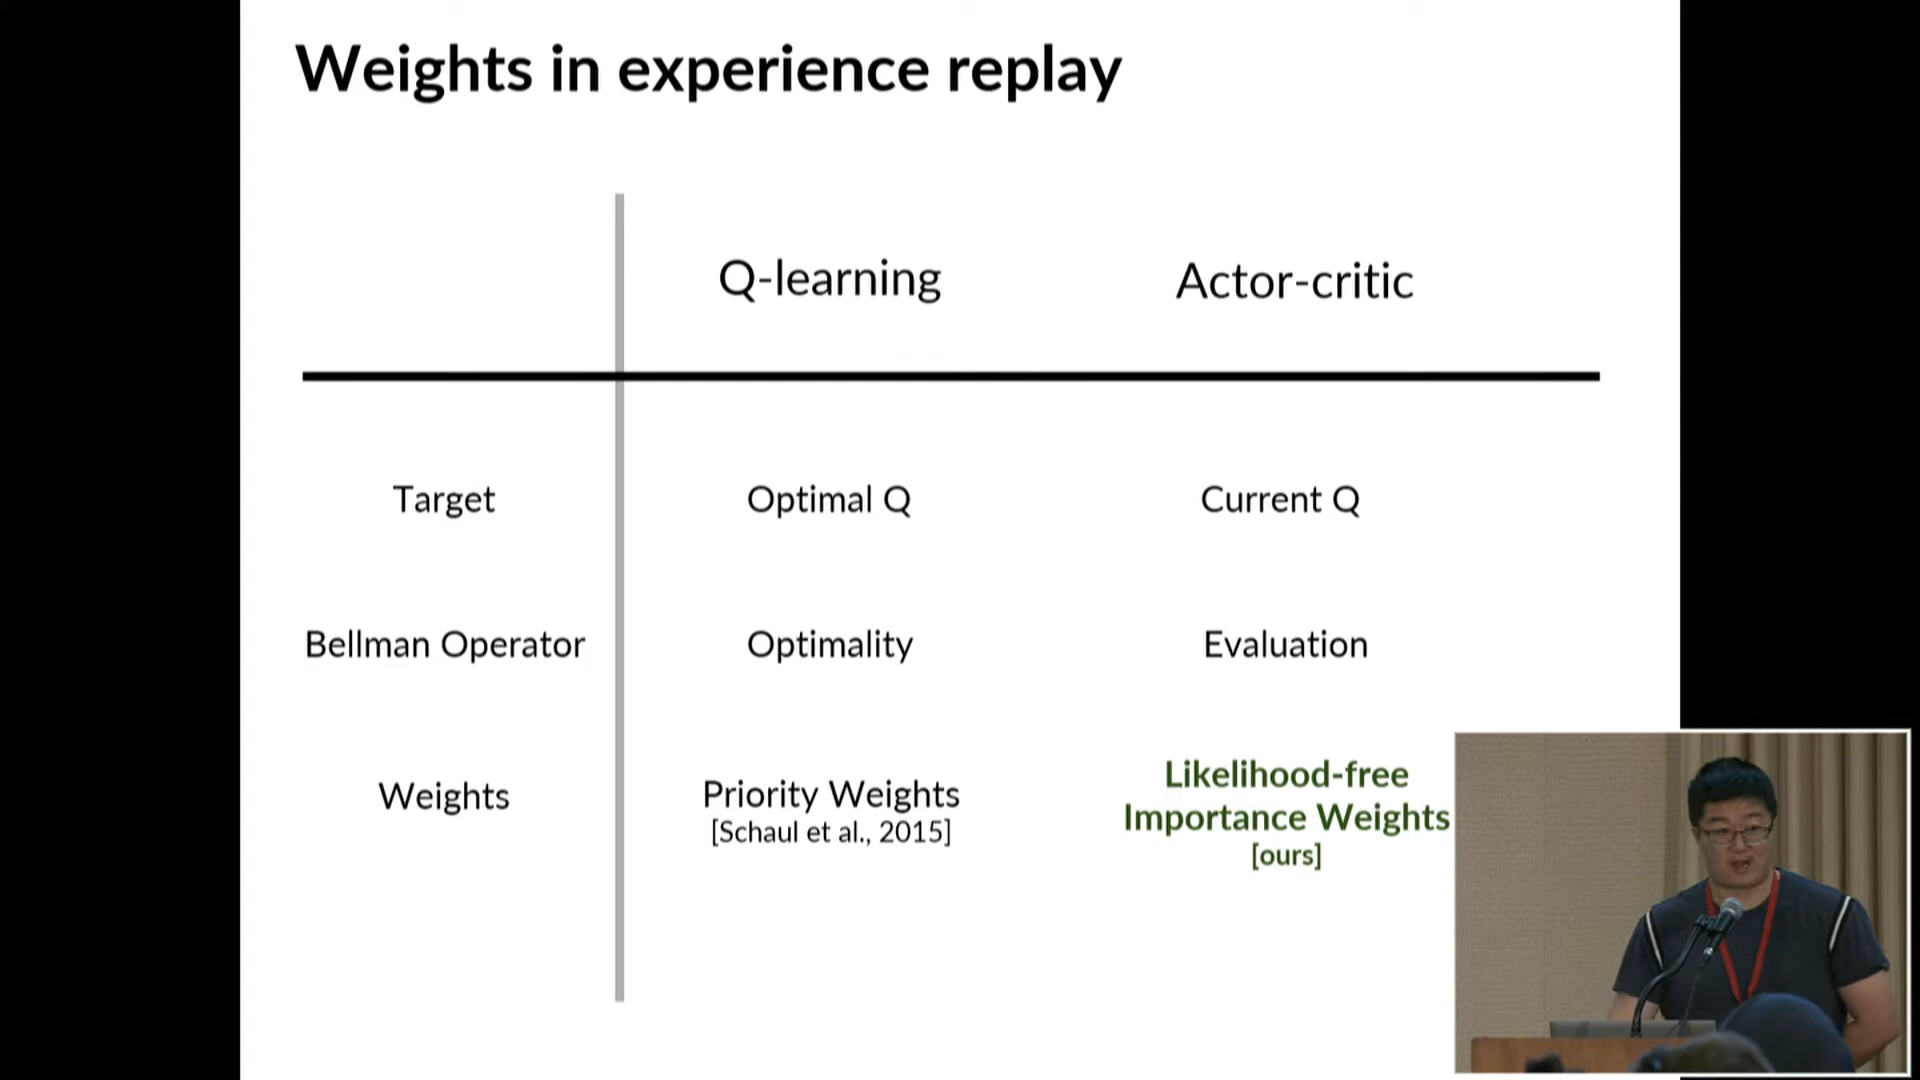 Weights in experience replay
Q-learning
Actor-critic
Target
Optimal Q
Current Q
Bellman Operator
Optimality
Evaluation
Weights
Priority Weights
[Schaul et al., 2015]
Likelihood-free
Importance Weights
[ours]